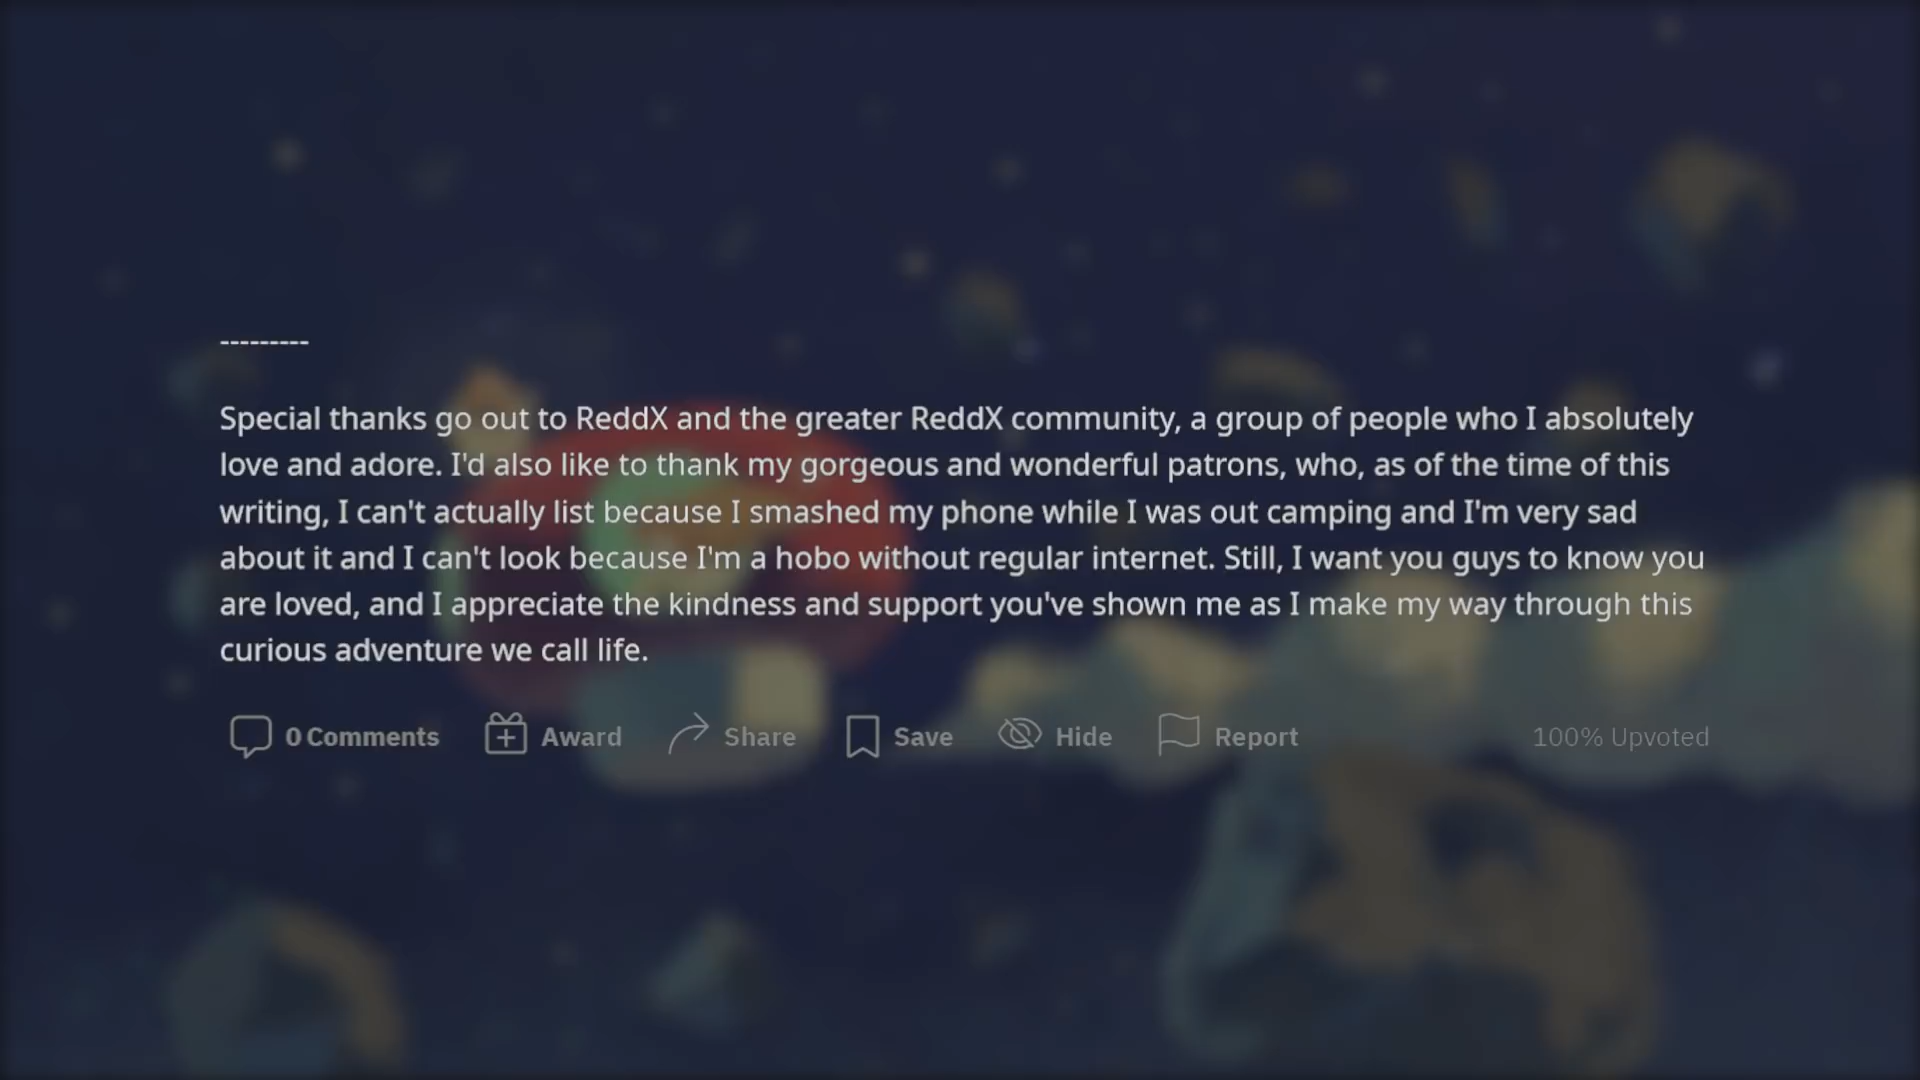 ---------
Special thanks go out to ReddX and the greater ReddX community, a group of people who I absolutely
love and adore. I'd also like to thank my gorgeous and wonderful patrons, who, as of the time of this
writing, I can't actually list because I smashed my phone while I was out camping and I'm very sad
about it and I can't look because I'm a hobo without regular internet. Still, I want you guys to know you
are loved, and I appreciate the kindness and support you've shown me as I make my way through this
curious adventure we call life.
0 Comments Award Share Save Hide Report 100% Upvoted